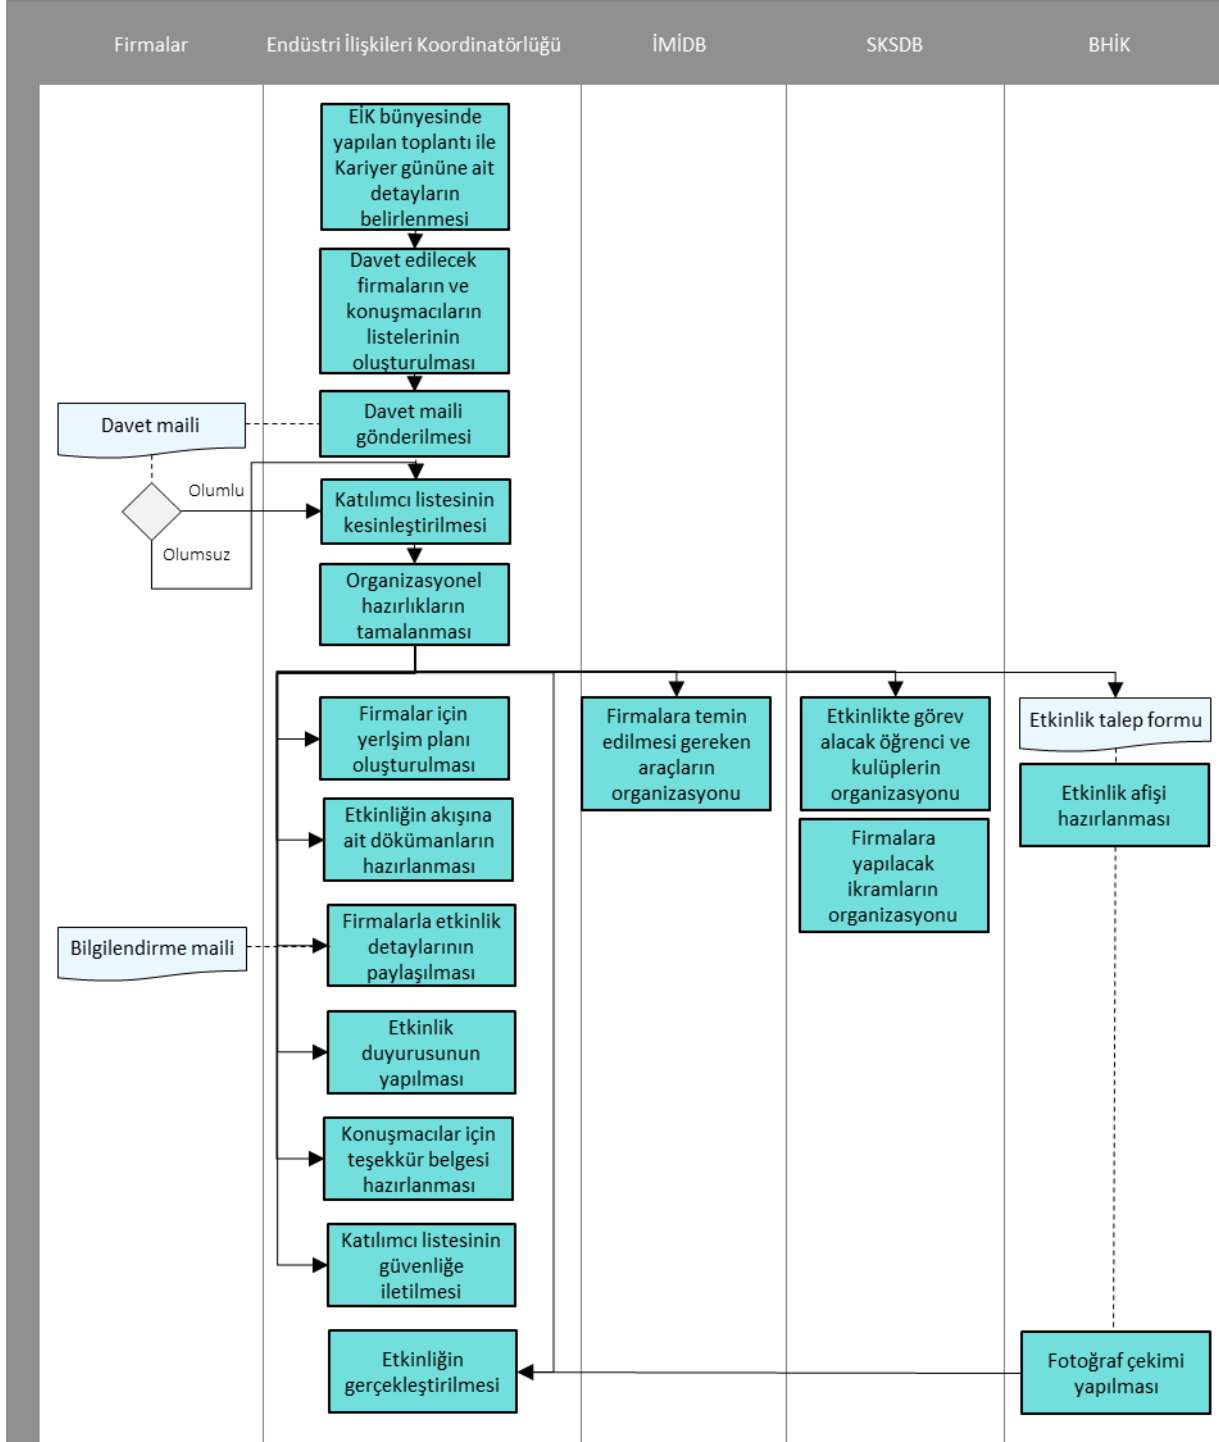 Firmalar
Endüstri İlişkileri Koordinatörlüğü
İMİDB
SKSDB
BHİK
EİK bünyesinde
yapılan toplantı ile
Kariyer gününe ait
detayların
belirlenmesi
Davet edilecek
firmaların ve
konuşmacıların
listelerinin
oluşturulması
Davet maili
Davet maili
gönderilmesi
Olumlu
Olumsuz
Katılımcı listesinin
kesinleştirilmesi
Organizasyonel
hazırlıkların
tamalanması
Firmalar için
yerlşim planı
oluşturulması
Firmalara temin
edilmesi gereken
araçların
organizasyonu
Etkinlikte görev
alacak öğrenci ve
kulüplerin
organizasyonu
Etkinlik talep formu
Etkinlik afişi
hazırlanması
Etkinliğin akışına
ait dökümanların
hazırlanması
Firmalara
yapılacak
ikramların
organizasyonu
Bilgilendirme maili
Firmalarla etkinlik
detaylarının
paylaşılması
Etkinlik
duyurusunun
yapılması
Konuşmacılar için
teşekkür belgesi
hazırlanması
Katılımcı listesinin
güvenliğe
iletilmesi
Etkinliğin
gerçekleştirilmesi
Fotoğraf çekimi
yapılması